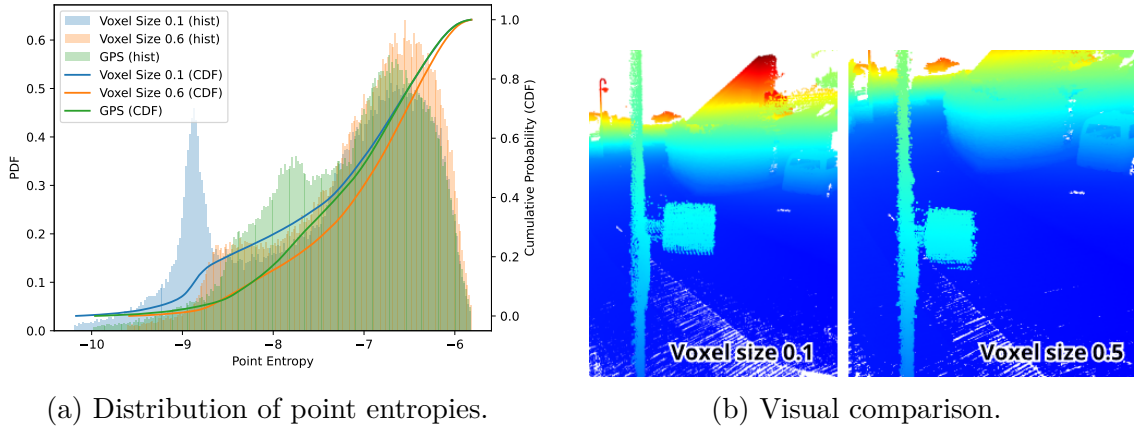 Voxel Size 0.1 (hist)
Voxel Size 0.6 (hist)
GPS (hist)
Voxel Size 0.1 (CDF)
Voxel Size 0.6 (CDF)
GPS (CDF)
PDF
0.6
0.5
0.4
0.3
0.2
0.1
0.0
−10
−9
−8
−7
−6
Point Entropy
1.0
0.8
0.6
0.4
0.2
0.0
Cumulative Probability (CDF)
Voxel size 0.1
Voxel size 0.5
(a) Distribution of point entropies.
(b) Visual comparison.